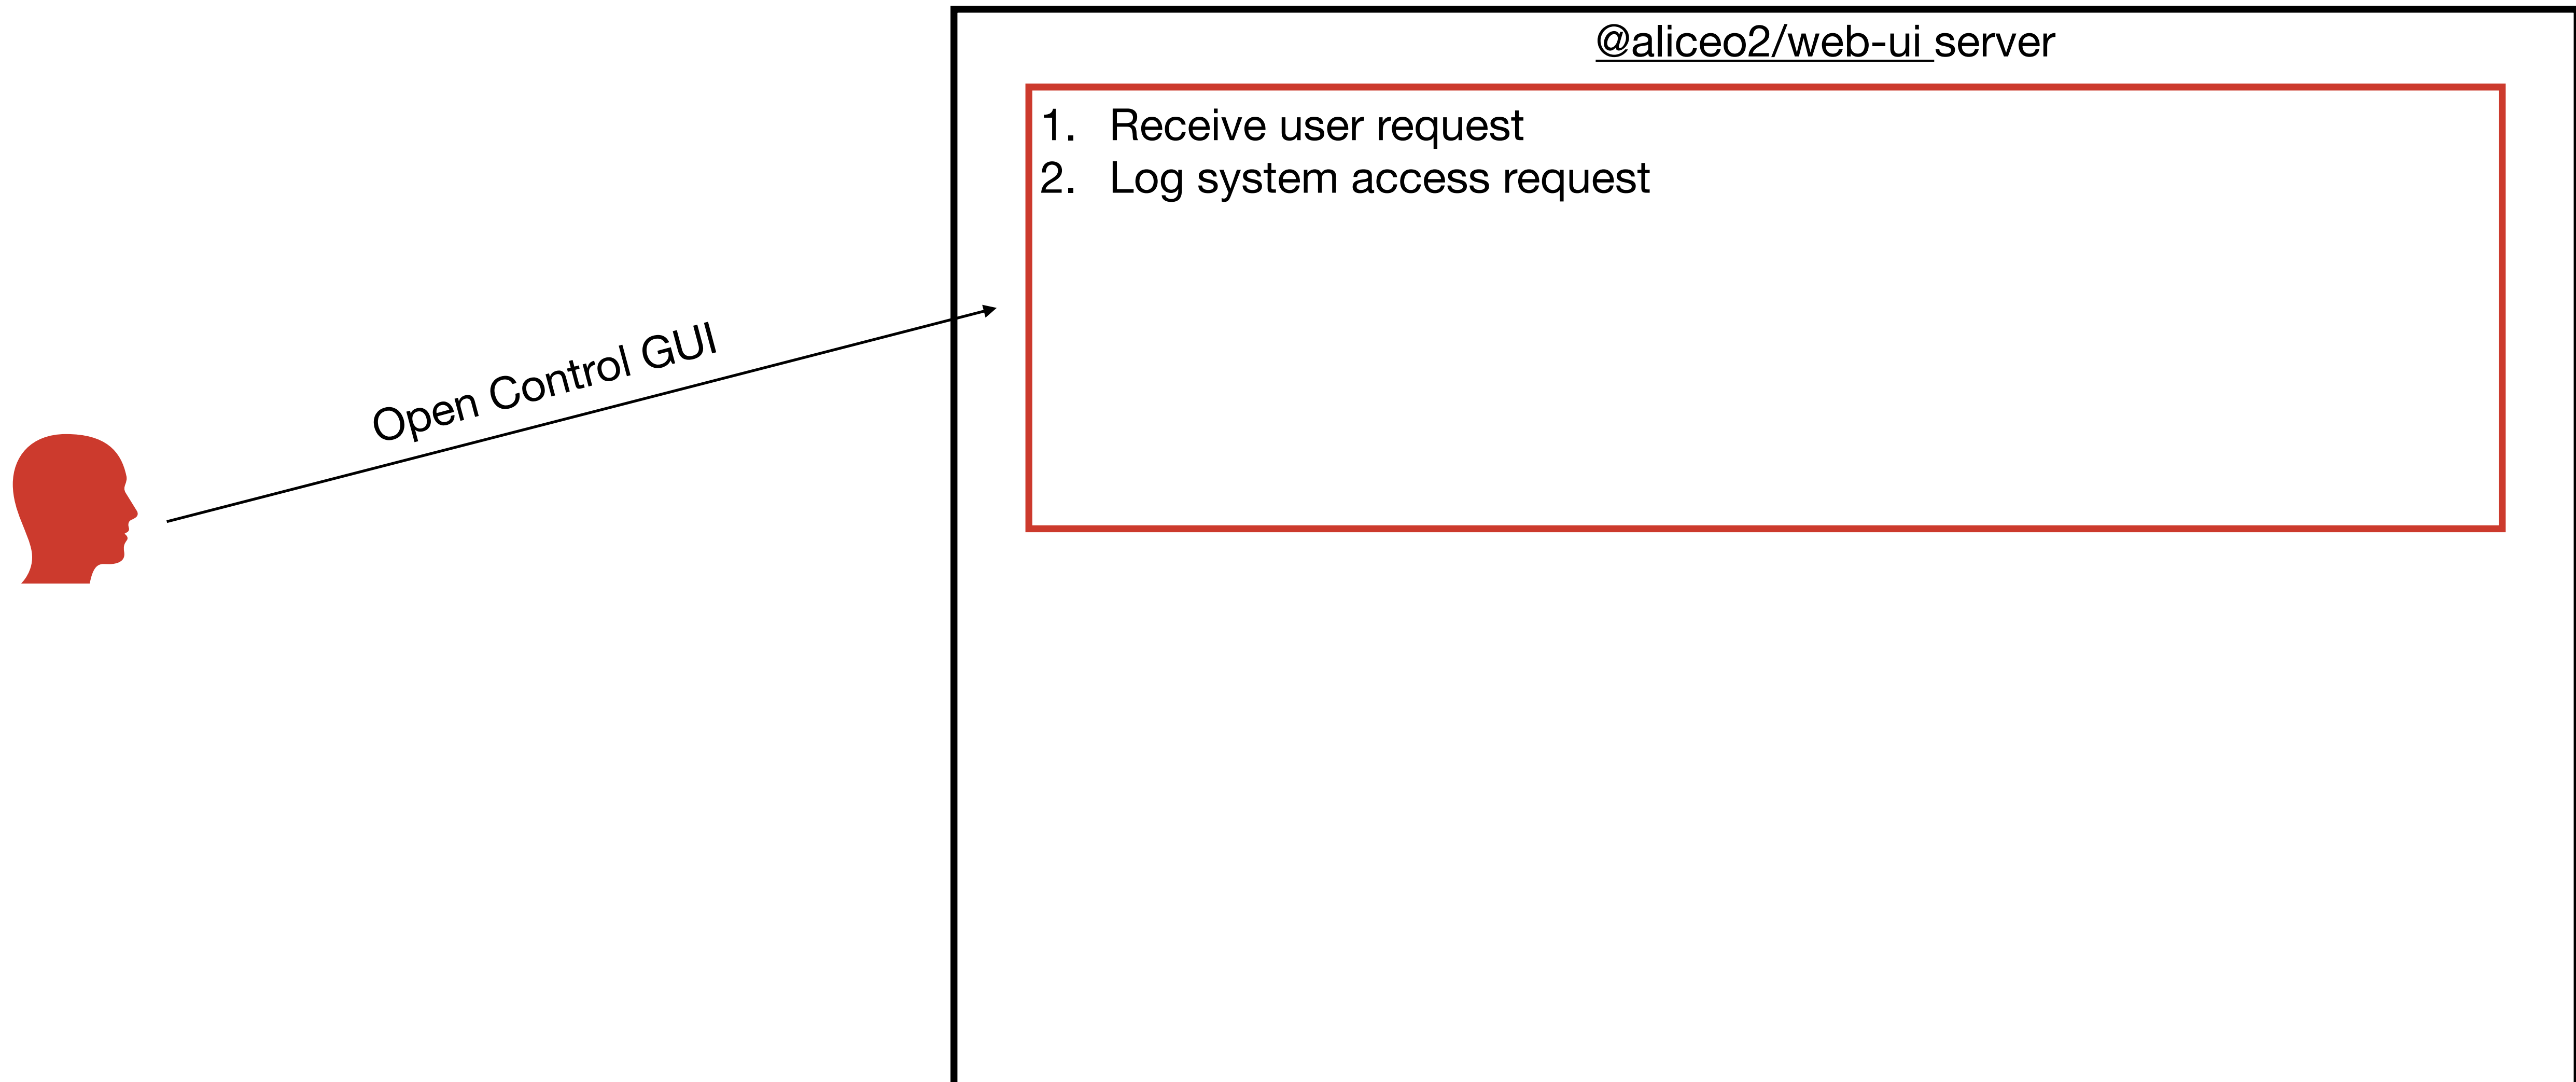 @aliceo2/web-ui server
1. Receive user request
2. Log system access request
Open Control GUI